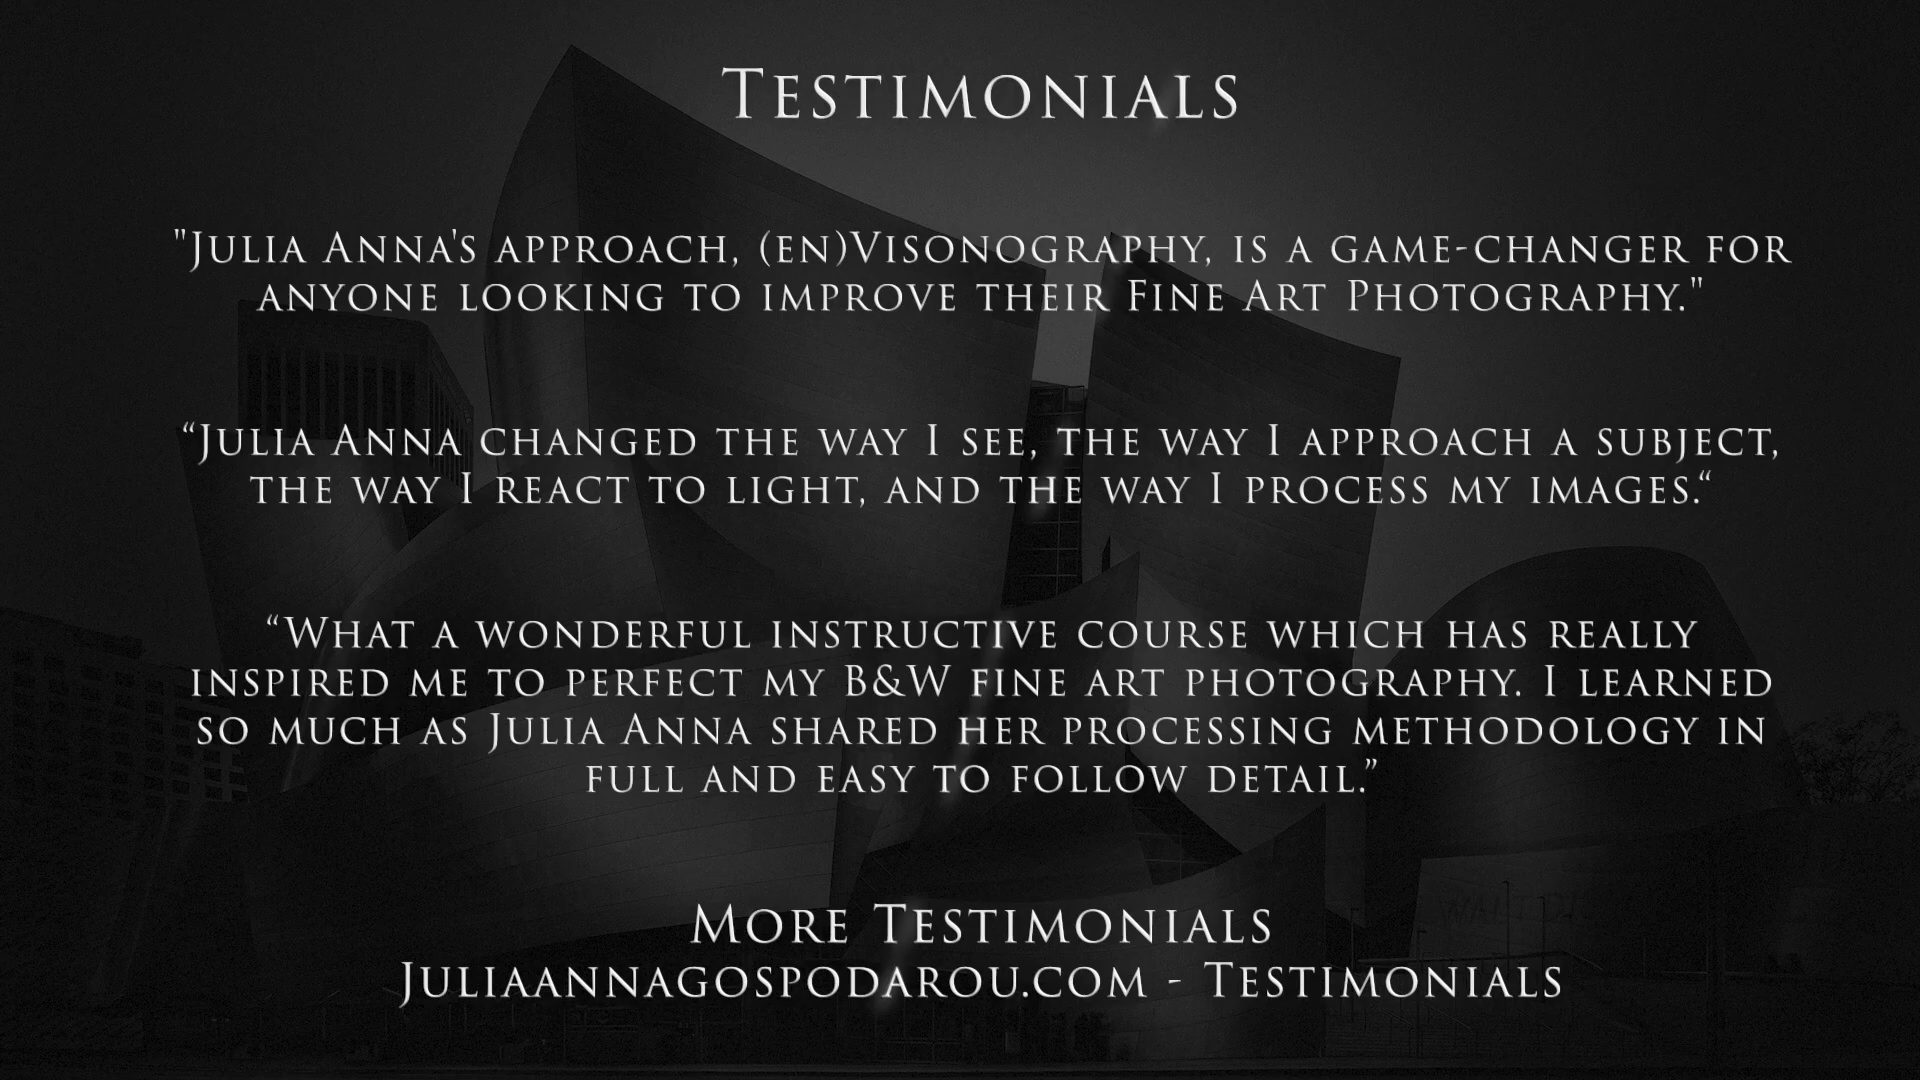 Testimonials
"Julia Anna's approach, (en)Visonography, is a game-changer for
anyone looking to improve their Fine Art Photography."
“Julia Anna changed the way I see, the way I approach a subject,
the way I react to light, and the way I process my images.“
“What a wonderful instructive course which has really
inspired me to perfect my B&W fine art photography. I learned
so much as Julia Anna shared her processing methodology in
full and easy to follow detail.”
More Testimonials
Juliaannagospodarou.com - Testimonials